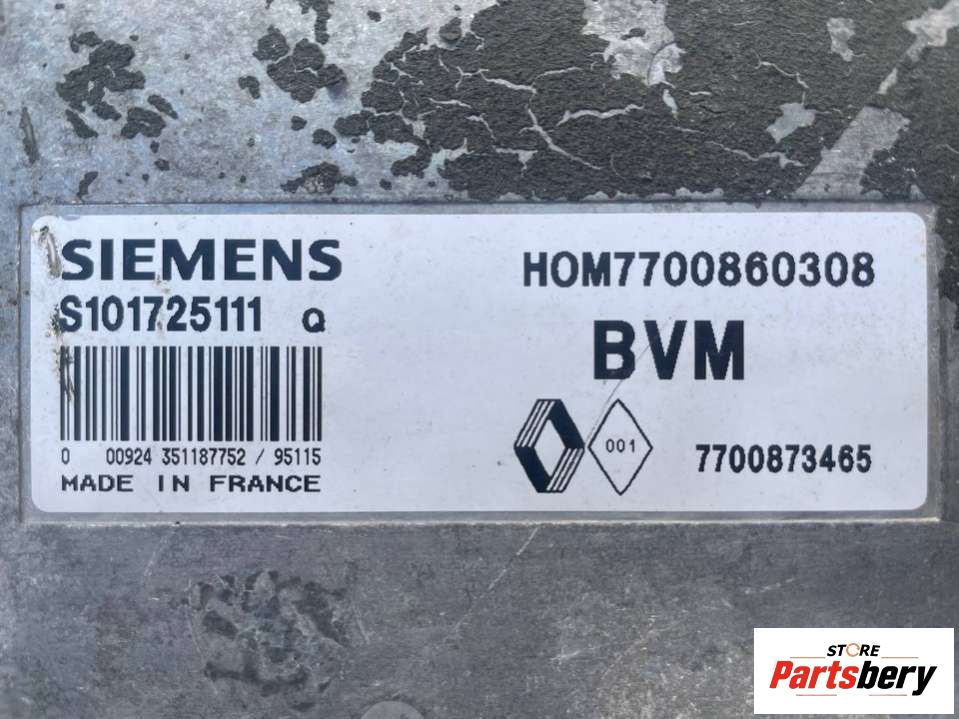 SIEMENS
S101725111 Q
0 00924 351187752 / 95115
MADE IN FRANCE
HOM7700860308
BVM
001
7700873465
STORE
Partsbery